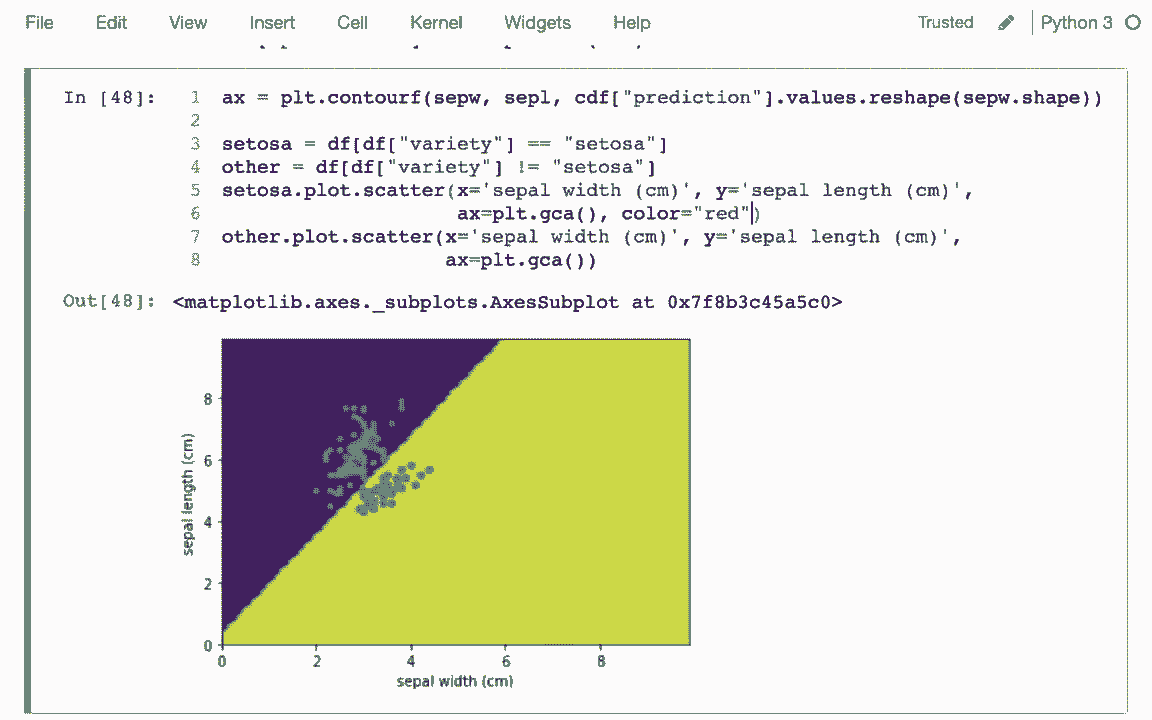 File Edit View Insert Cell Kernel Widgets Help Trusted Python 3
In [48]:
1 ax = plt.contourf(sepw, sepl, cdf["prediction"].values.reshape(sepw.shape))
2
3 setosa = df[df["variety"] == "setosa"]
4 other = df[df["variety"] != "setosa"]
5 setosa.plot.scatter(x='sepal width (cm)', y='sepal length (cm)',
6 ax=plt.gca(), color="red")
7 other.plot.scatter(x='sepal width (cm)', y='sepal length (cm)',
8 ax=plt.gca())
Out[48]: <matplotlib.axes._subplots.AxesSubplot at 0x7f8b3c45a5c0>
8
6
4
2
0
sepal length (cm)
0 2 4 6 8
sepal width (cm)